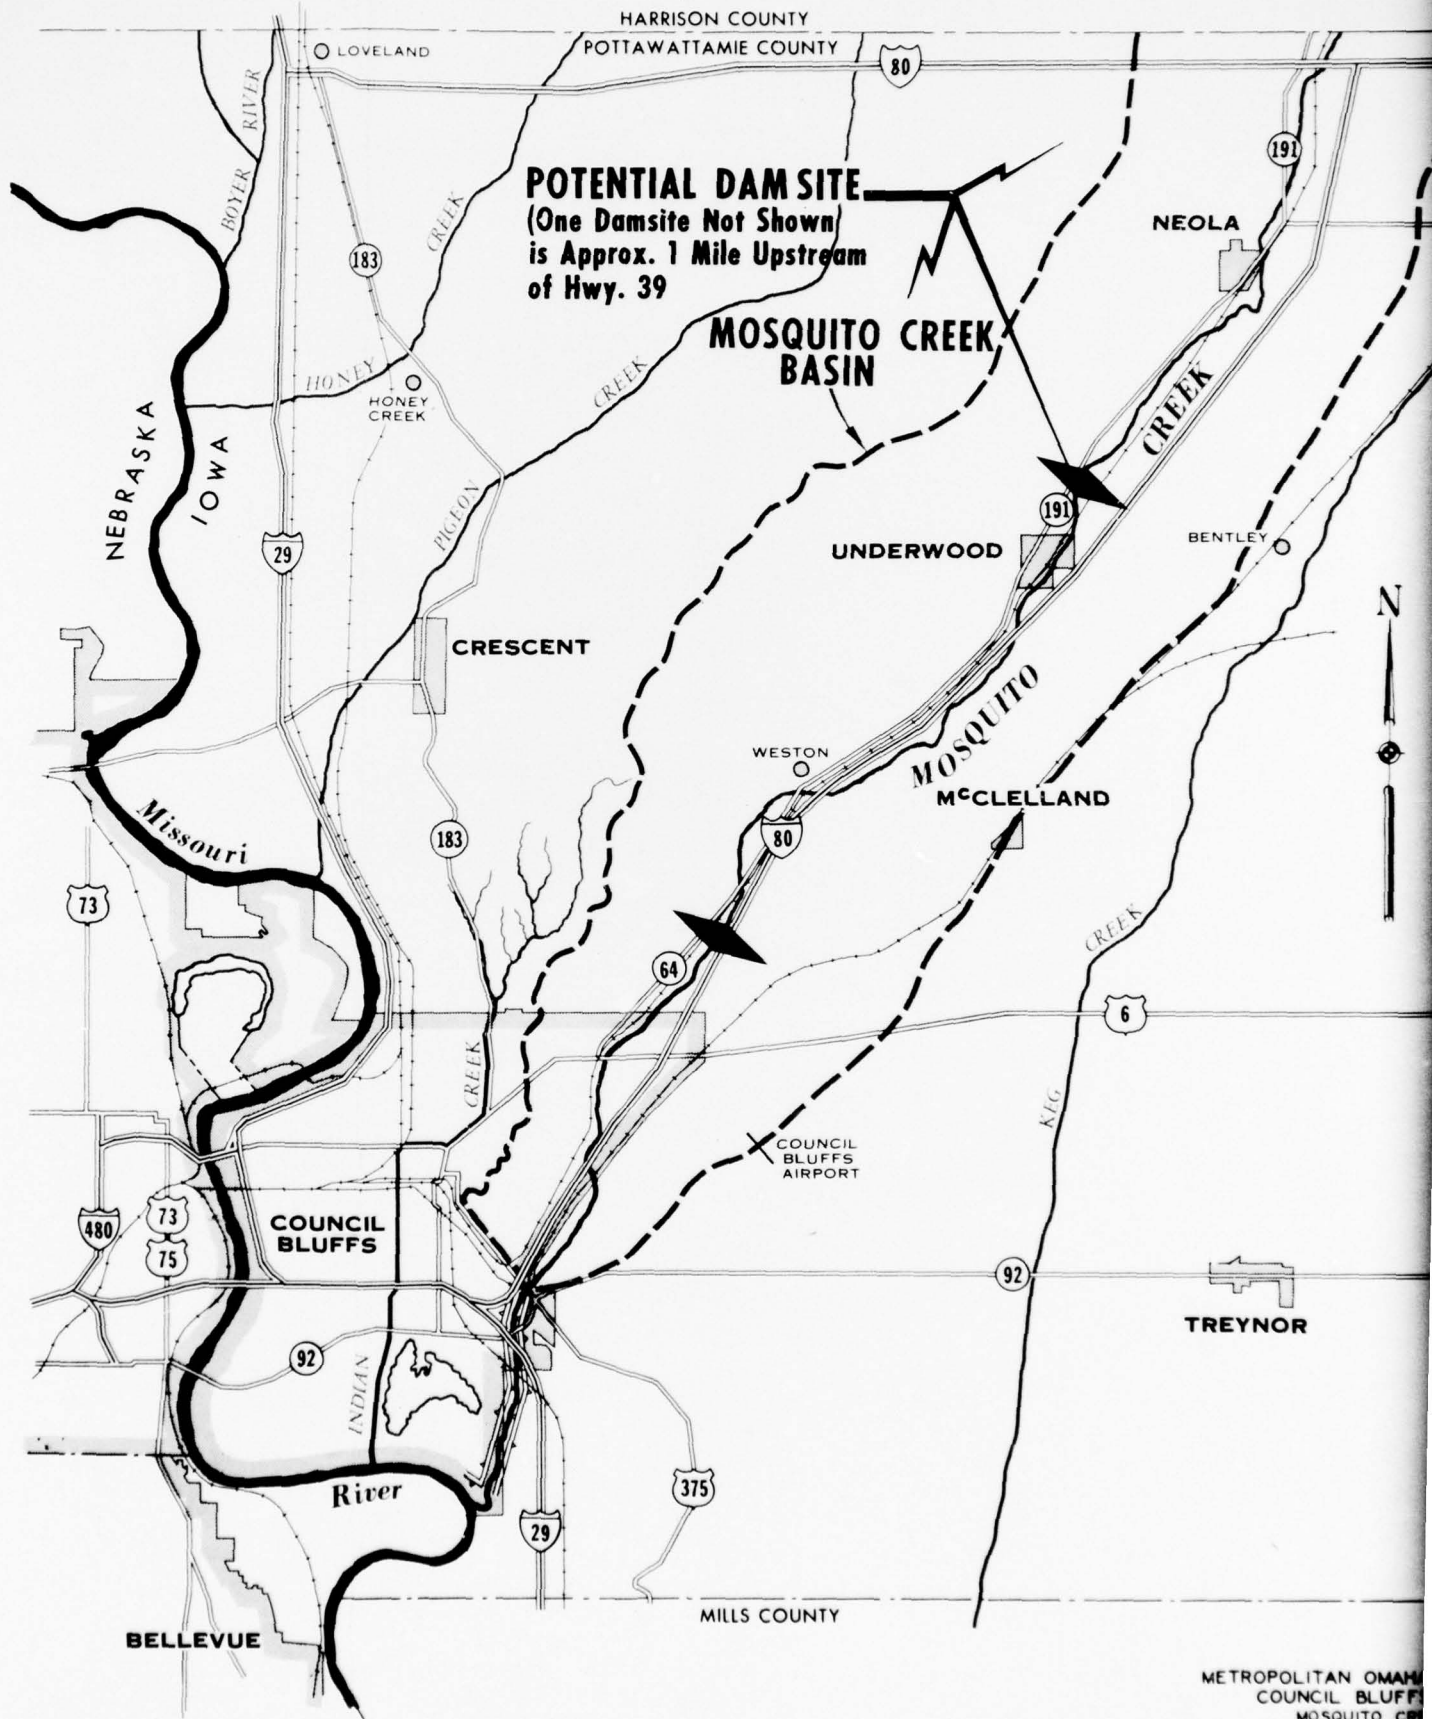 HARRISON COUNTY
POTTAWATTAMIE COUNTY
LOVELAND
80
BOYER RIVER
191
POTENTIAL DAM SITE
(One Damsite Not Shown
is Approx. 1 Mile Upstream
of Hwy. 39
CREEK
183
NEOLA
MOSQUITO CREEK
BASIN
HONEY
HONEY
CREEK
CREEK
CREEK
NEBRASKA
IOWA
PIGEON
191
29
UNDERWOOD
BENTLEY
N
CRESCENT
MOSQUITO
WESTON
McCLELLAND
Missouri
183
80
73
CREEK
64
6
CREEK
KEG
COUNCIL
BLUFFS
AIRPORT
480
73
75
COUNCIL
BLUFFS
92
TREYNOR
92
INDIAN
River
375
29
MILLS COUNTY
BELLEVUE
METROPOLITAN OMAHA
COUNCIL BLUFFS
MOSQUITO